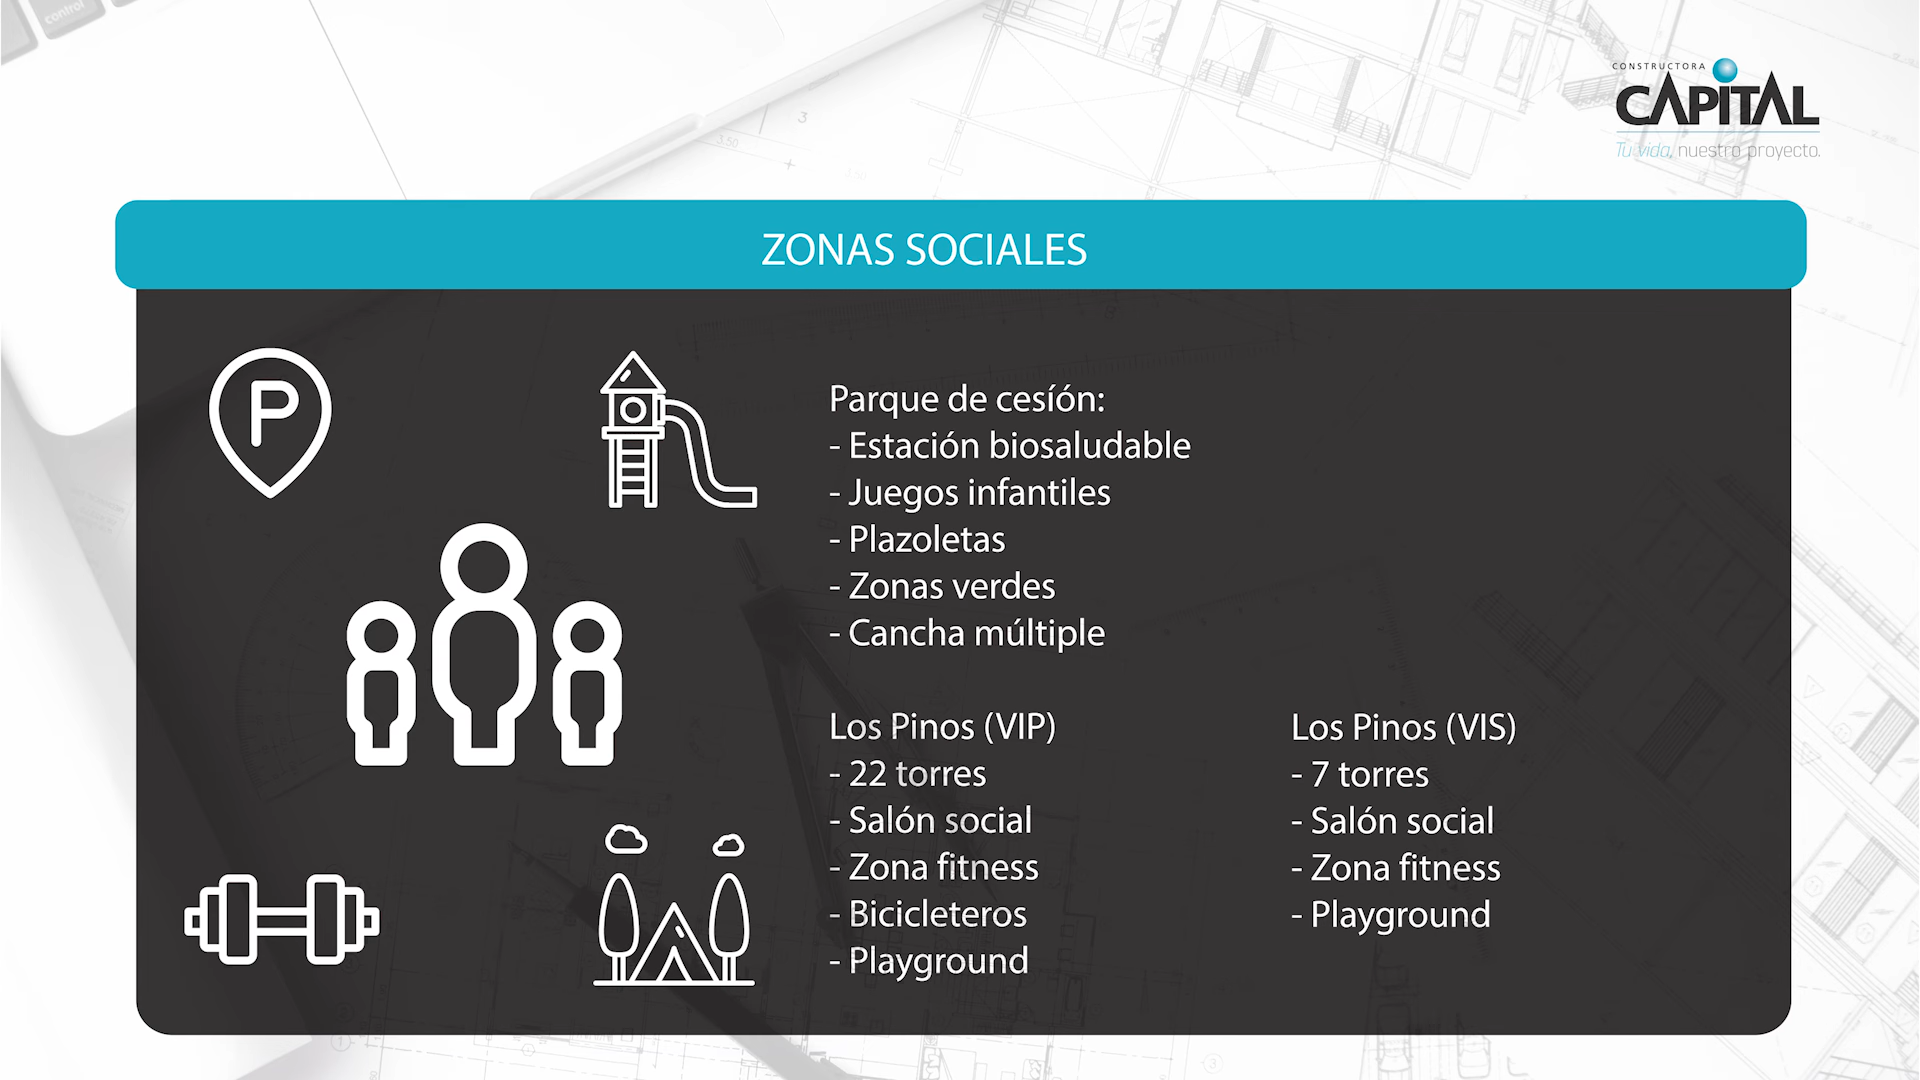 control
CONSTRUCTORA
CAPITAL
Tu vida, nuestro proyecto.
ZONAS SOCIALES
P
Parque de cesíón:
- Estación biosaludable
- Juegos infantiles
- Plazoletas
- Zonas verdes
- Cancha múltiple
Los Pinos (VIP)
- 22 torres
- Salón social
- Zona fitness
- Bicicleteros
- Playground
Los Pinos (VIS)
- 7 torres
- Salón social
- Zona fitness
- Playground